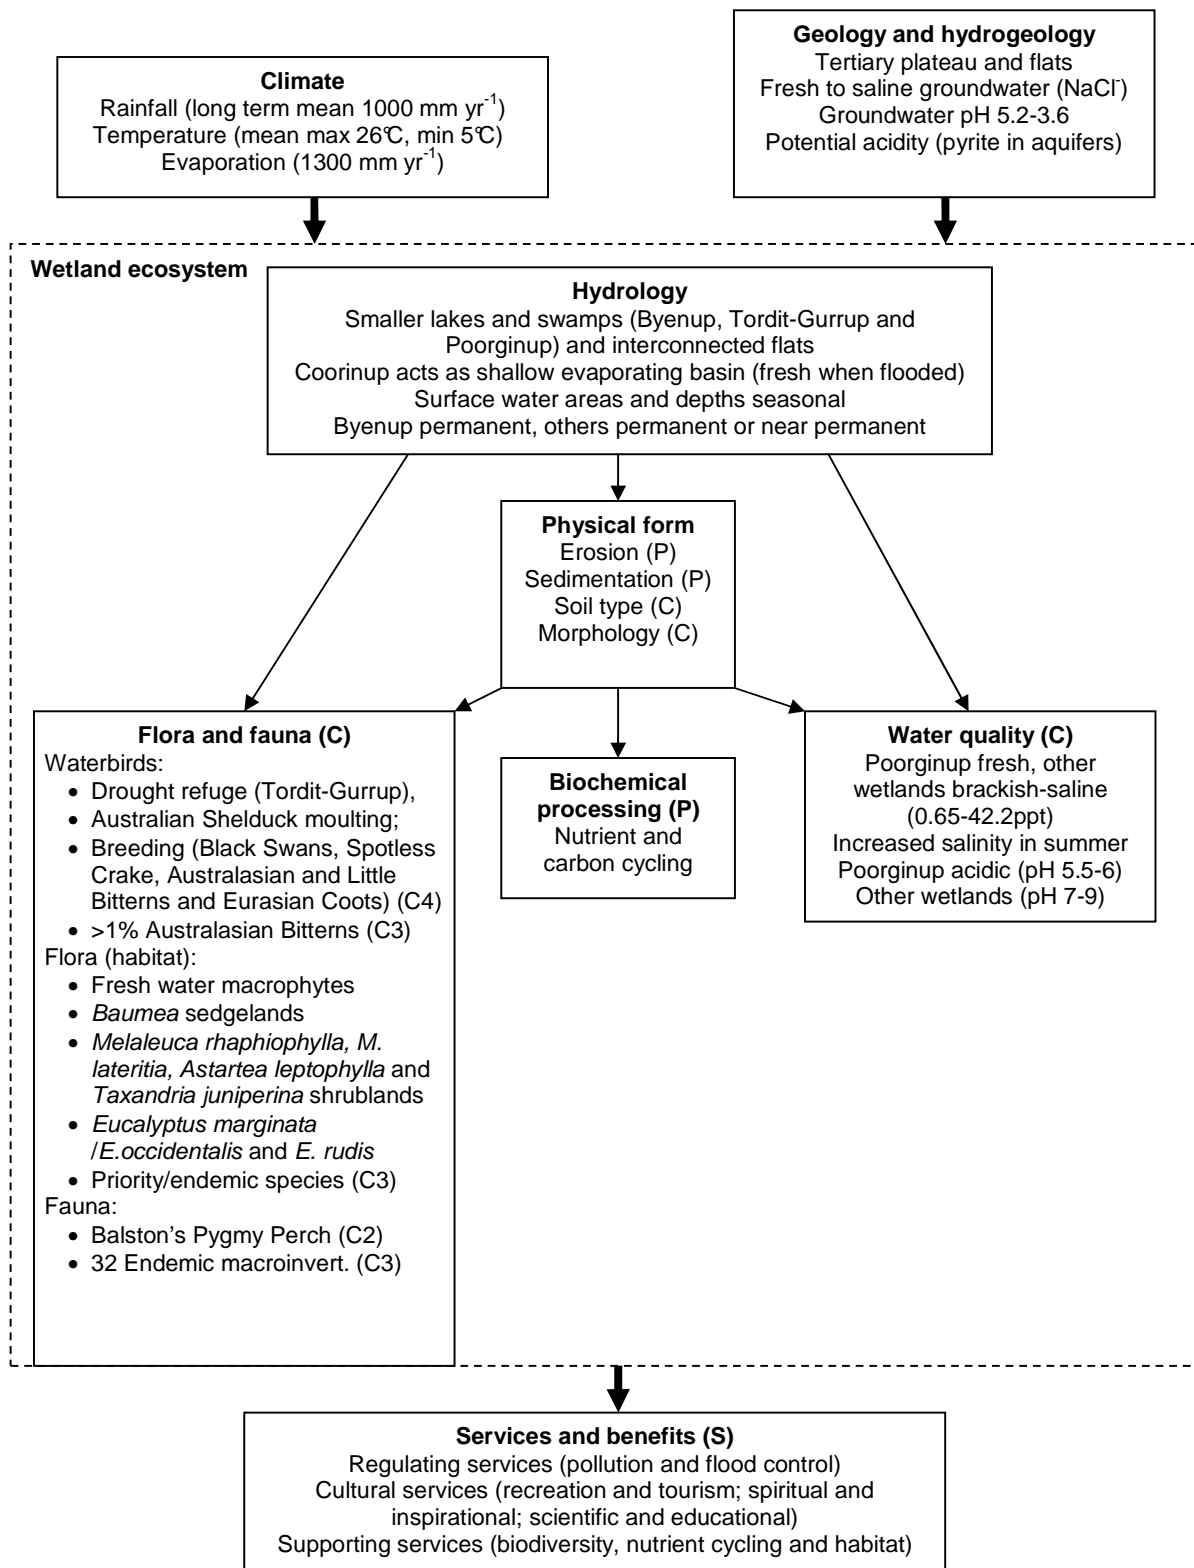 Climate
Rainfall (long term mean 1000 mm yr-1)
Temperature (mean max 26°C, min 5°C)
Evaporation (1300 mm yr-1)
Geology and hydrogeology
Tertiary plateau and flats
Fresh to saline groundwater (NaCl-)
Groundwater pH 5.2-3.6
Potential acidity (pyrite in aquifers)
Wetland ecosystem
Hydrology
Smaller lakes and swamps (Byenup, Tordit-Gurrup and
Poorginup) and interconnected flats
Coorinup acts as shallow evaporating basin (fresh when flooded)
Surface water areas and depths seasonal
Byenup permanent, others permanent or near permanent
Physical form
Erosion (P)
Sedimentation (P)
Soil type (C)
Morphology (C)
Flora and fauna (C)
Waterbirds:
• Drought refuge (Tordit-Gurrup),
• Australian Shelduck moulting;
• Breeding (Black Swans, Spotless
Crake, Australasian and Little
Bitterns and Eurasian Coots) (C4)
• >1% Australasian Bitterns (C3)
Flora (habitat):
• Fresh water macrophytes
• Baumea sedgelands
• Melaleuca rhaphiophylla, M.
lateritia, Astartea leptophylla and
Taxandria juniperina shrublands
• Eucalyptus marginata
/E.occidentalis and E. rudis
• Priority/endemic species (C3)
Fauna:
• Balston's Pygmy Perch (C2)
• 32 Endemic macroinvert. (C3)
Biochemical
processing (P)
Nutrient and
carbon cycling
Water quality (C)
Poorginup fresh, other
wetlands brackish-saline
(0.65-42.2ppt)
Increased salinity in summer
Poorginup acidic (pH 5.5-6)
Other wetlands (pH 7-9)
Services and benefits (S)
Regulating services (pollution and flood control)
Cultural services (recreation and tourism; spiritual and
inspirational; scientific and educational)
Supporting services (biodiversity, nutrient cycling and habitat)